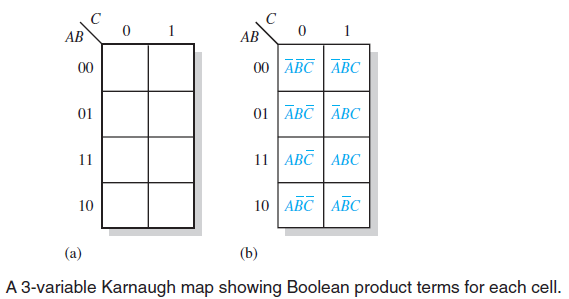 C C
AB 0 1 AB 0 1
00 00 A̅B̅C̅ A̅B̅C
01 01 A̅BC̅ A̅BC
11 11 ABC̅ ABC
10 10 AB̅C̅ AB̅C
(a) (b)
A 3-variable Karnaugh map showing Boolean product terms for each cell.